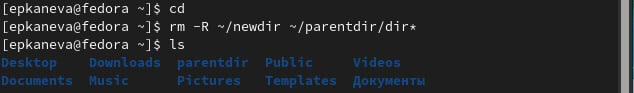 [epkaneva@fedora ~]$ cd
[epkaneva@fedora ~]$ rm -R ~/newdir ~/parentdir/dir*
[epkaneva@fedora ~]$ ls
Desktop    Downloads  parentdir  Public     Videos
Documents  Music      Pictures   Templates  Документы